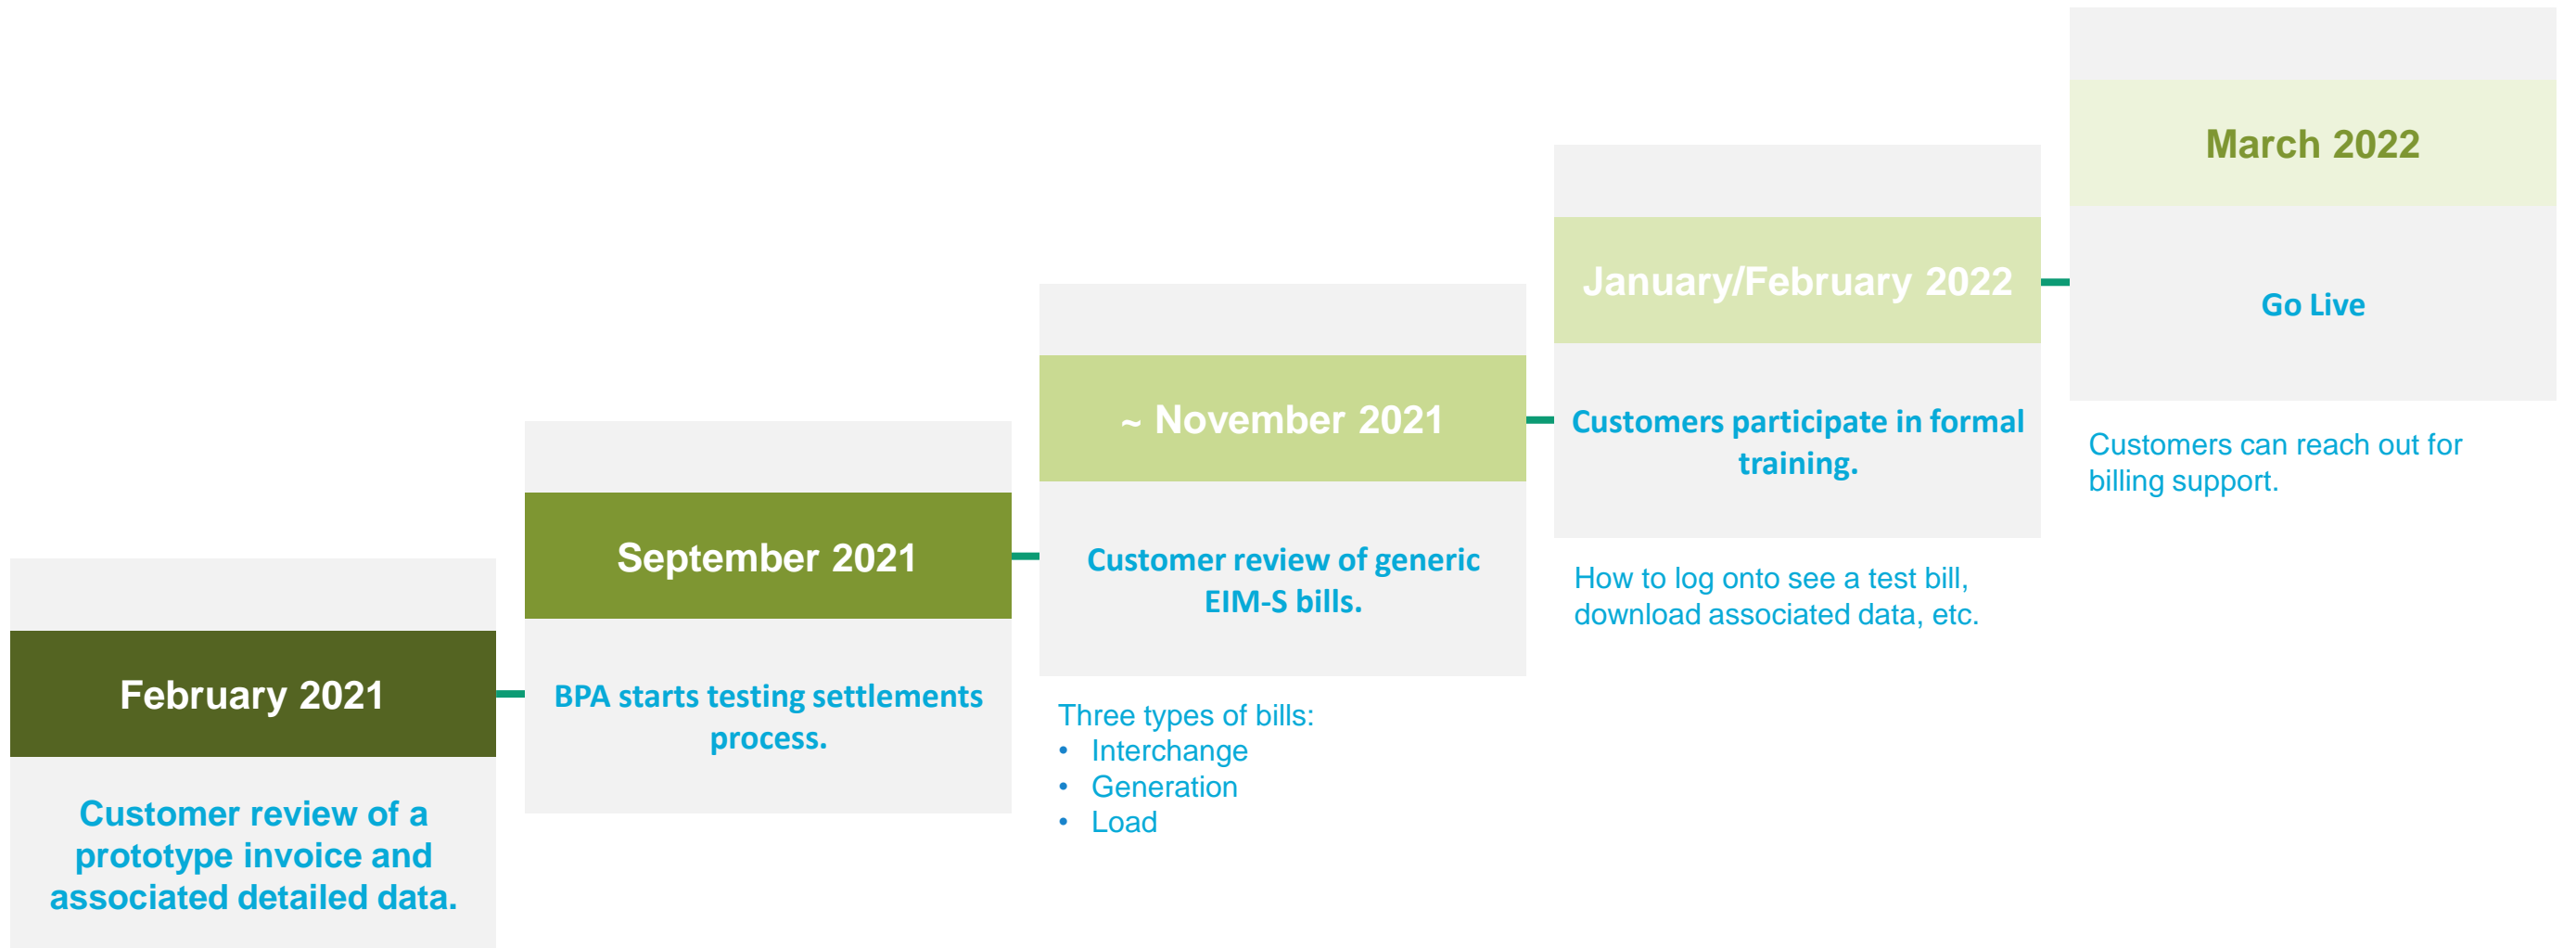 February 2021
Customer review of a
prototype invoice and
associated detailed data.
September 2021
BPA starts testing settlements
process.
~ November 2021
Customer review of generic
EIM-S bills.
Three types of bills:
• Interchange
• Generation
• Load
January/February 2022
Customers participate in formal
training.
How to log onto see a test bill,
download associated data, etc.
March 2022
Go Live
Customers can reach out for
billing support.